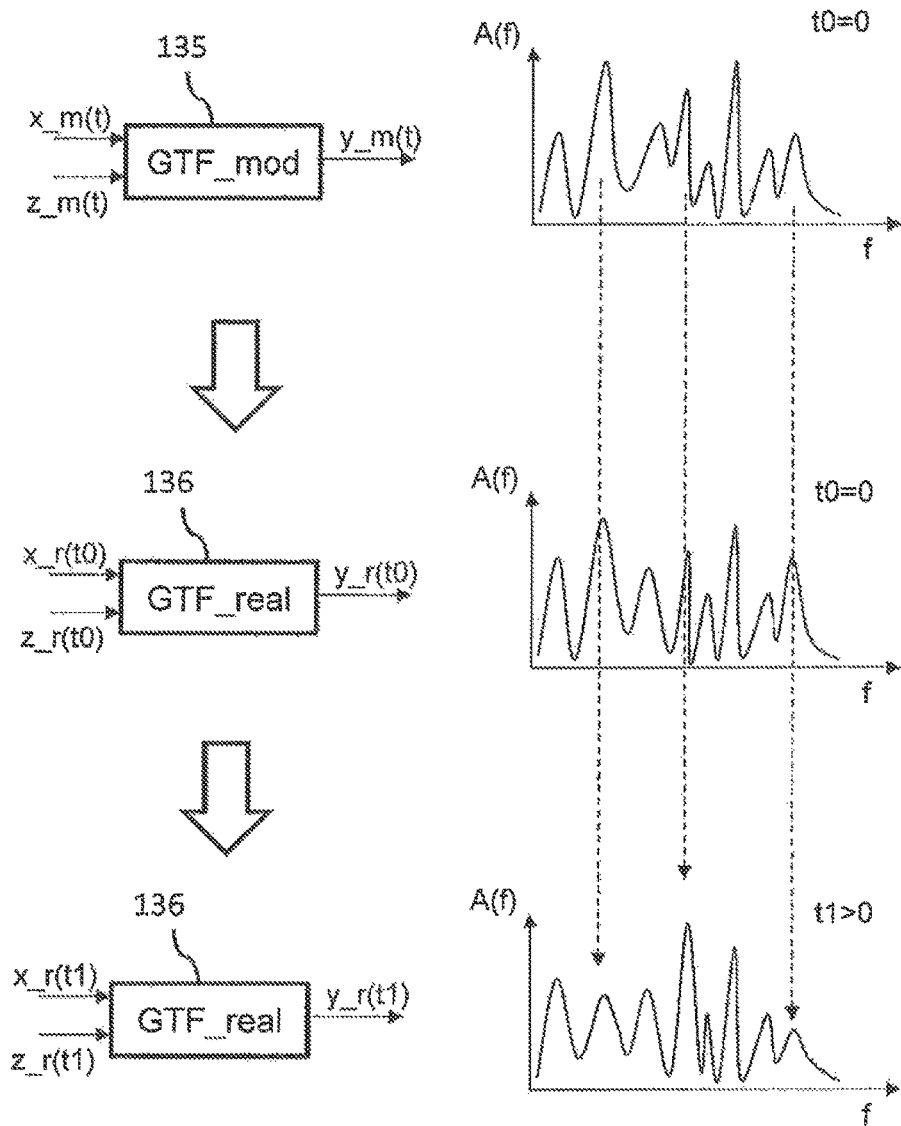 135
x_m(t)
GTF_mod
y_m(t)
z_m(t)
A(f)
t0=0
f
136
x_r(t0)
GTF_real
y_r(t0)
z_r(t0)
A(f)
t0=0
f
136
x_r(t1)
GTF_real
y_r(t1)
z_r(t1)
A(f)
t1>0
f